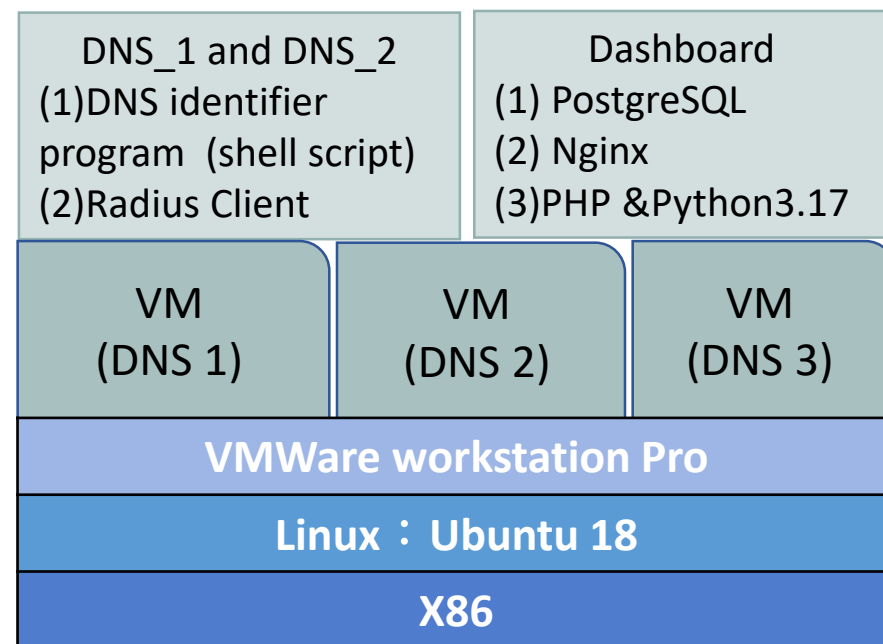 DNS_1 and DNS_2
(1)DNS identifier
program (shell script)
(2)Radius Client
Dashboard
(1) PostgreSQL
(2) Nginx
(3)PHP &Python3.17
VM
(DNS 1)
VM
(DNS 2)
VM
(DNS 3)
VMWare workstation Pro
Linux：Ubuntu 18
X86